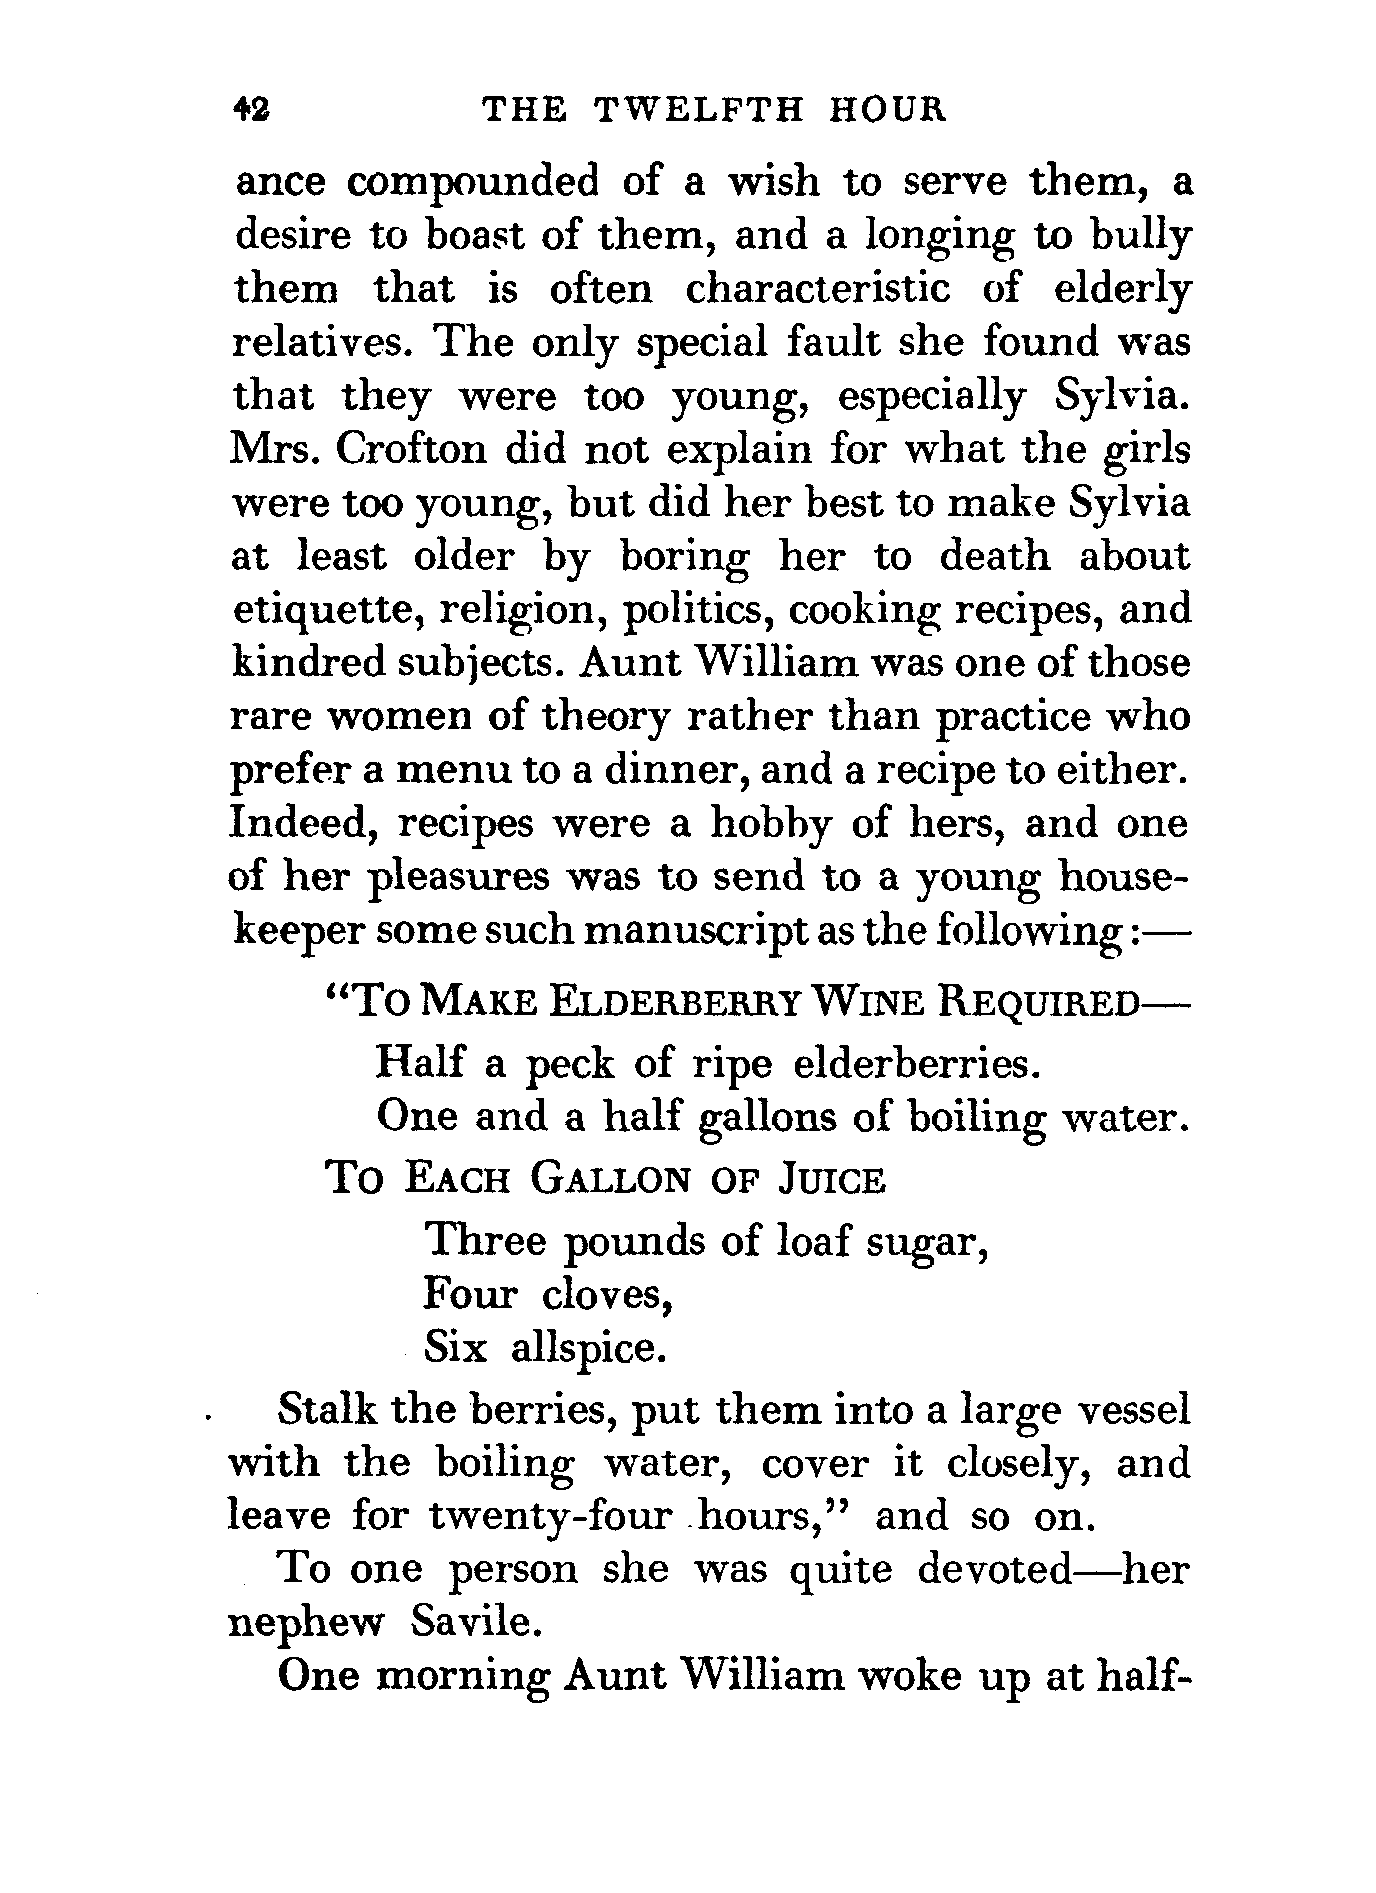 42 THE TWELFTH HOUR
ance compounded of a wish to serve them, a
desire to boast of them, and a longing to bully
them that is often characteristic of elderly
relatives. The only special fault she found was
that they were too young, especially Sylvia.
Mrs. Crofton did not explain for what the girls
were too young, but did her best to make Sylvia
at least older by boring her to death about
etiquette, religion, politics, cooking recipes, and
kindred subjects. Aunt William was one of those
rare women of theory rather than practice who
prefer a menu to a dinner, and a recipe to either.
Indeed, recipes were a hobby of hers, and one
of her pleasures was to send to a young house-
keeper some such manuscript as the following:—
“To Make Elderberry Wine Required—
Half a peck of ripe elderberries.
One and a half gallons of boiling water.
To Each Gallon of Juice
Three pounds of loaf sugar,
Four cloves,
Six allspice.
Stalk the berries, put them into a large vessel
with the boiling water, cover it closely, and
leave for twenty-four hours,” and so on.
To one person she was quite devoted—her
nephew Savile.
One morning Aunt William woke up at half-